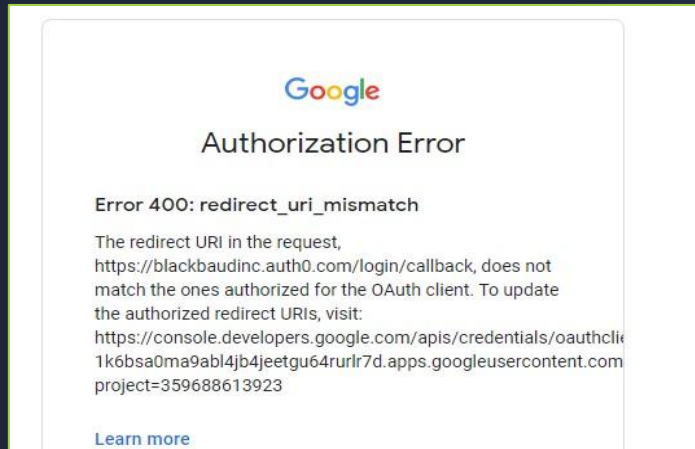 Google
Authorization Error
Error 400: redirect_uri_mismatch
The redirect URI in the request,
https://blackbaudinc.auth0.com/login/callback, does not
match the ones authorized for the OAuth client. To update
the authorized redirect URIs, visit:
https://console.developers.google.com/apis/credentials/oauthclie
1k6bsa0ma9abl4jb4jeetgu64rurlr7d.apps.googleusercontent.com
project=359688613923
Learn more